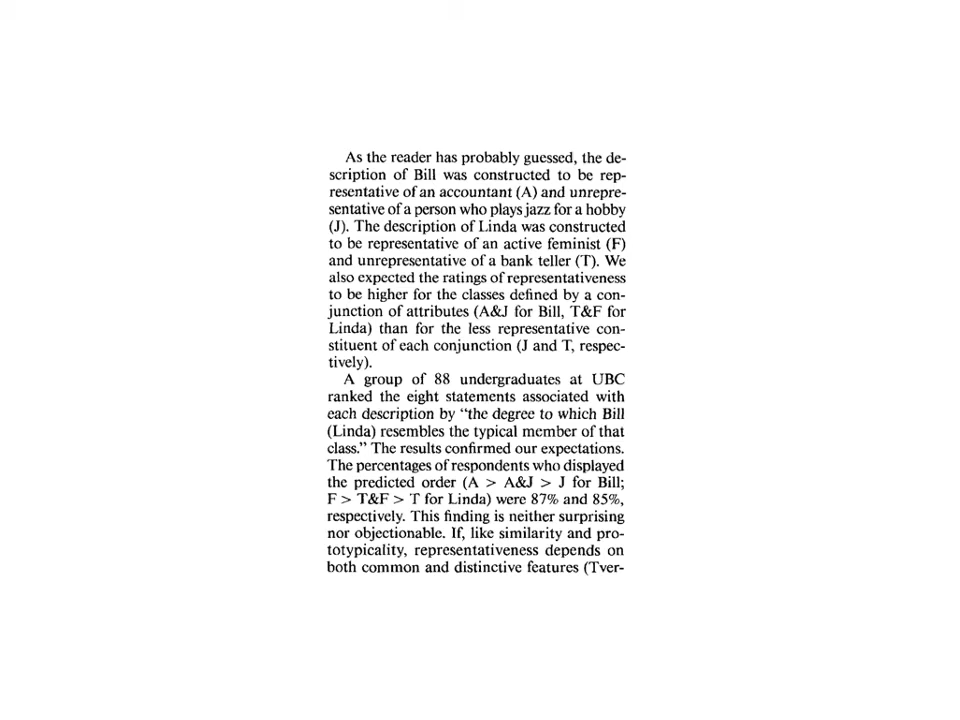 As the reader has probably guessed, the de-
scription of Bill was constructed to be rep-
resentative of an accountant (A) and unrepre-
sentative of a person who plays jazz for a hobby
(J). The description of Linda was constructed
to be representative of an active feminist (F)
and unrepresentative of a bank teller (T). We
also expected the ratings of representativeness
to be higher for the classes defined by a con-
junction of attributes (A&J for Bill, T&F for
Linda) than for the less representative con-
stituent of each conjunction (J and T, respec-
tively).
A group of 88 undergraduates at UBC
ranked the eight statements associated with
each description by "the degree to which Bill
(Linda) resembles the typical member of that
class." The results confirmed our expectations.
The percentages of respondents who displayed
the predicted order (A > A&J > J for Bill;
F > T&F > T for Linda) were 87% and 85%,
respectively. This finding is neither surprising
nor objectionable. If, like similarity and pro-
totypicality, representativeness depends on
both common and distinctive features (Tver-